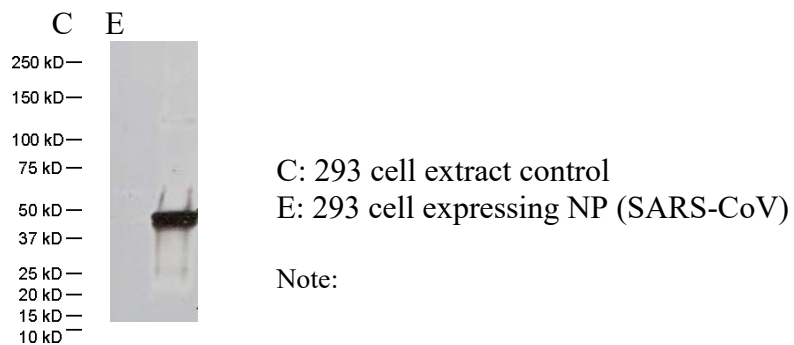 C E
250 kD
150 kD
100 kD
75 kD
50 kD
37 kD
25 kD
20 kD
15 kD
10 kD
C: 293 cell extract control
E: 293 cell expressing NP (SARS-CoV)
Note: